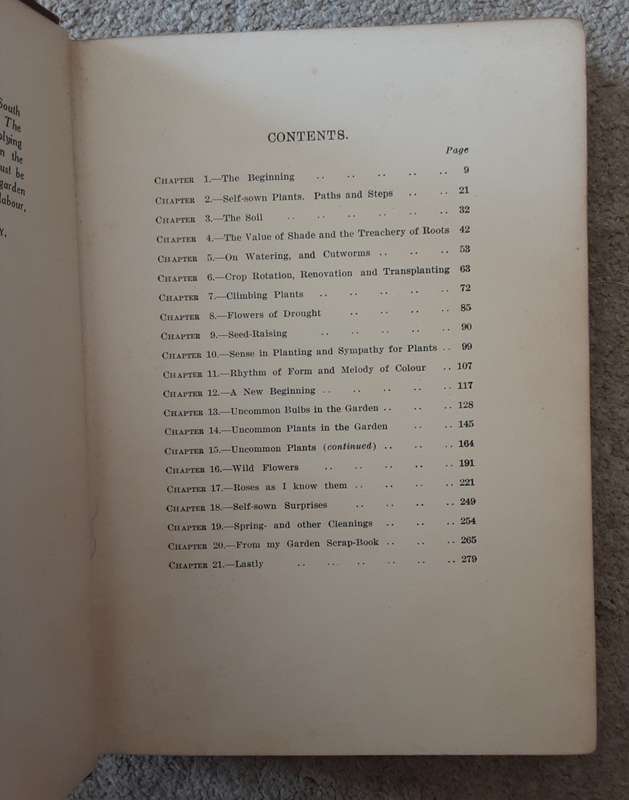 South
The
plying
n the
ust be
garden
labour,
Y.
CONTENTS.
Page
CHAPTER 1.—The Beginning .. .. .. .. .. 9
CHAPTER 2.—Self-sown Plants. Paths and Steps .. .. 21
CHAPTER 3.—The Soil .. .. .. .. .. .. 32
CHAPTER 4.—The Value of Shade and the Treachery of Roots 42
CHAPTER 5.—On Watering, and Cutworms .. .. .. 53
CHAPTER 6.—Crop Rotation, Renovation and Transplanting 63
CHAPTER 7.—Climbing Plants .. .. .. .. .. 72
CHAPTER 8.—Flowers of Drought .. .. .. .. 85
CHAPTER 9.—Seed-Raising .. .. .. .. .. 90
CHAPTER 10.—Sense in Planting and Sympathy for Plants .. 99
CHAPTER 11.—Rhythm of Form and Melody of Colour .. 107
CHAPTER 12.—A New Beginning .. .. .. .. .. 117
CHAPTER 13.—Uncommon Bulbs in the Garden .. .. .. 128
CHAPTER 14.—Uncommon Plants in the Garden .. .. 145
CHAPTER 15.—Uncommon Plants (continued) .. .. .. 164
CHAPTER 16.—Wild Flowers .. .. .. .. .. 191
CHAPTER 17.—Roses as I know them .. .. .. .. 221
CHAPTER 18.—Self-sown Surprises .. .. .. .. 249
CHAPTER 19.—Spring- and other Cleanings .. .. .. 254
CHAPTER 20.—From my Garden Scrap-Book .. .. .. 265
CHAPTER 21.—Lastly .. .. .. .. .. .. 279